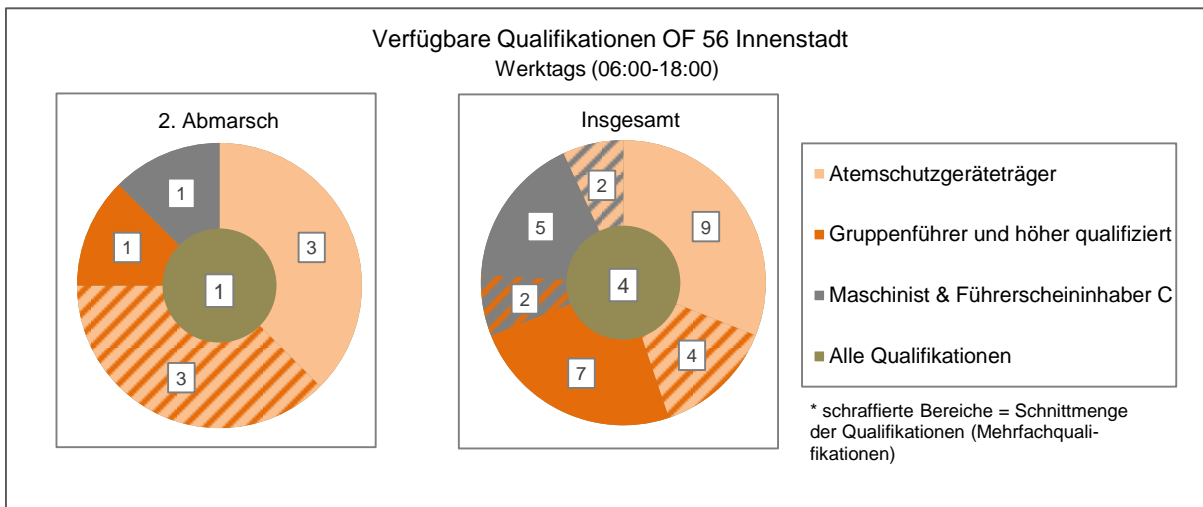 Verfügbare Qualifikationen OF 56 Innenstadt
Werktags (06:00-18:00)
2. Abmarsch
1
3
1
1
3
Insgesamt
2
5
9
4
2
4
7
Atemschutzgeräteträger
Gruppenführer und höher qualifiziert
Maschinist & Führerscheininhaber C
Alle Qualifikationen
* schraffierte Bereiche = Schnittmenge
der Qualifikationen (Mehrfachquali-
fikationen)